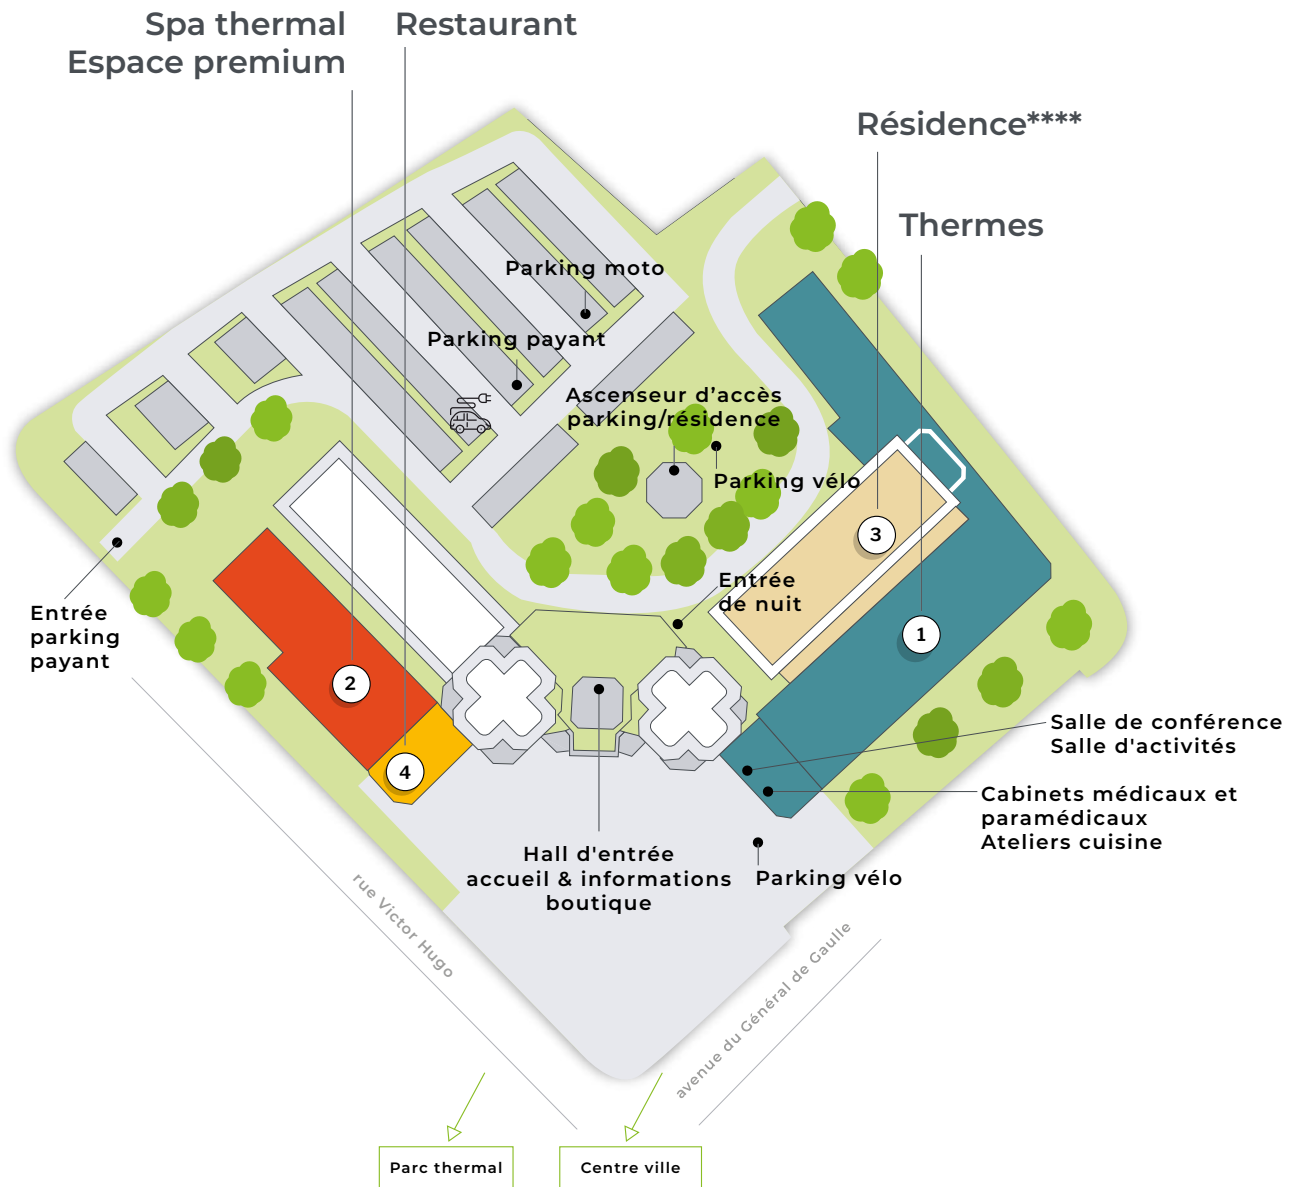 Spa thermal
Espace premium
Restaurant
Résidence****
Thermes
Parking moto
Parking payant
Ascenseur d’accès
parking/résidence
Parking vélo
3
Entrée
de nuit
1
Entrée
parking
payant
2
4
Salle de conférence
Salle d'activités
Cabinets médicaux et
paramédicaux
Ateliers cuisine
Hall d'entrée
accueil & informations
boutique
Parking vélo
rue Victor Hugo
avenue du Général de Gaulle
Parc thermal
Centre ville